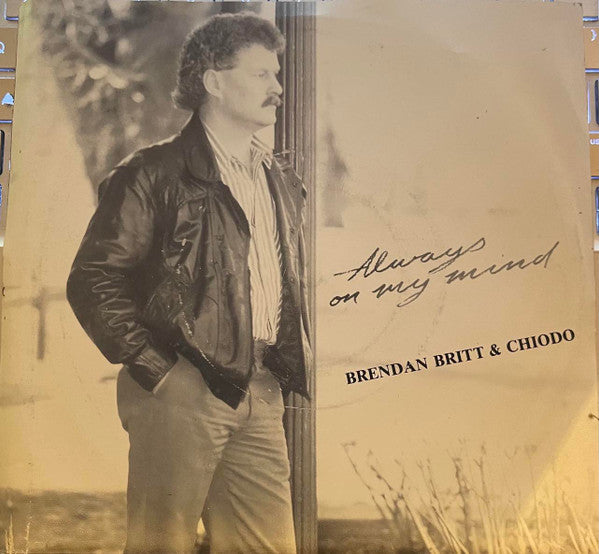 Always
on my mind
BRENDAN BRITT & CHIODO